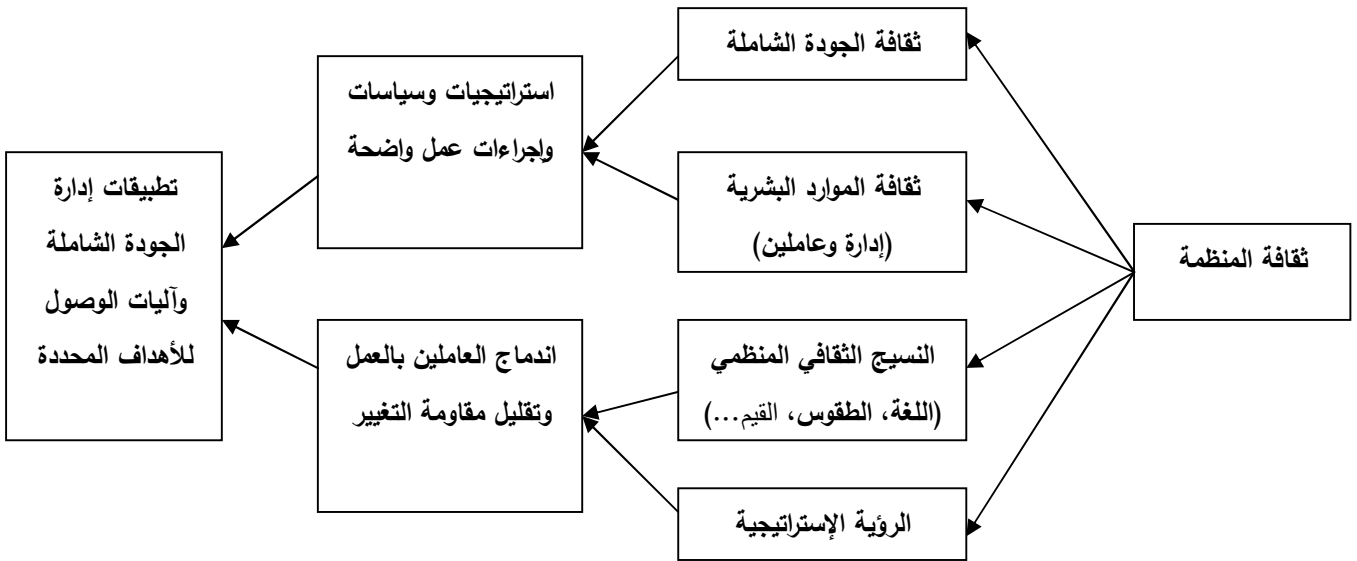 ثقافة المنظمة
ثقافة الجودة الشاملة
ثقافة الموارد البشرية
(إدارة وعاملين)
النسيج الثقافي المنظمي
(اللغة، الطقوس، القيم...)
الرؤية الإستراتيجية
استراتيجيات وسياسات
وإجراءات عمل واضحة
اندماج العاملين بالعمل
وتقليل مقاومة التغيير
تطبيقات إدارة
الجودة الشاملة
وآليات الوصول
للأهداف المحددة